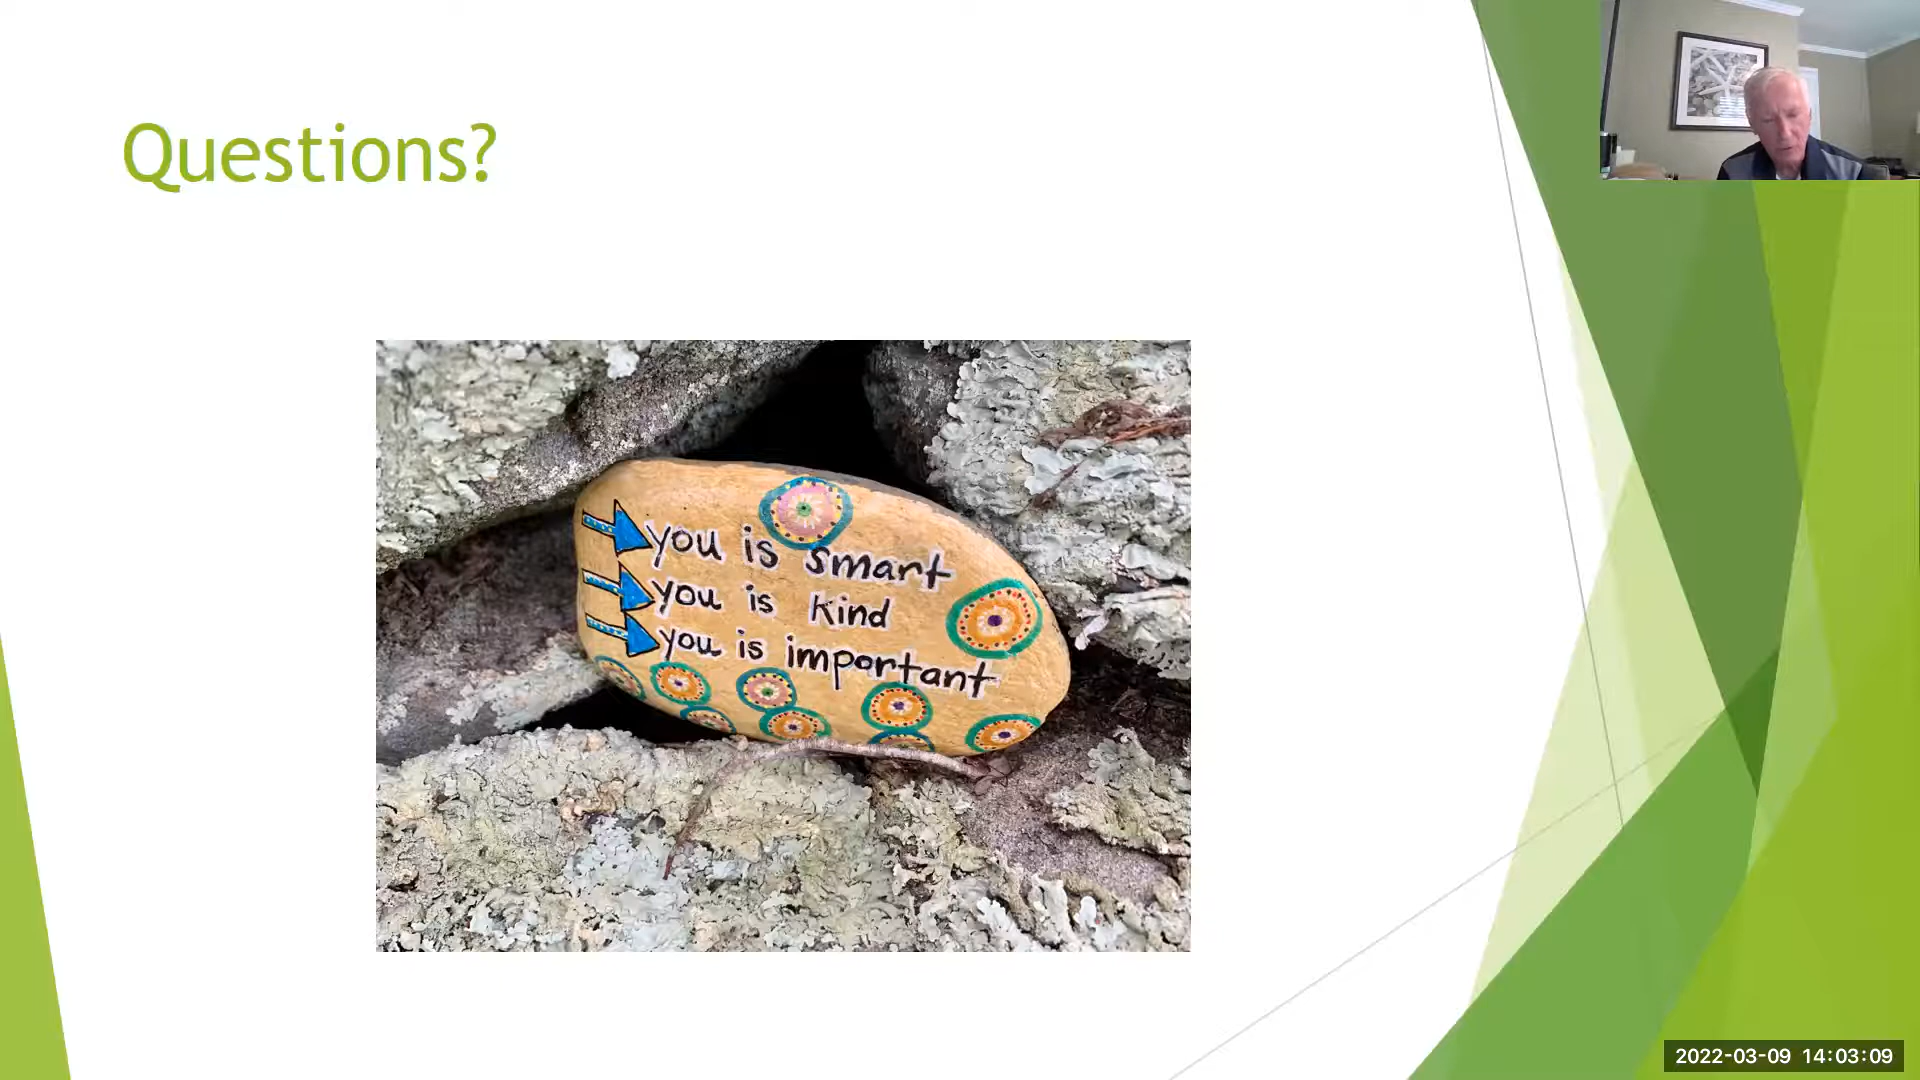 Questions?
you is smart
you is kind
you is important
2022-03-09 14:03:09